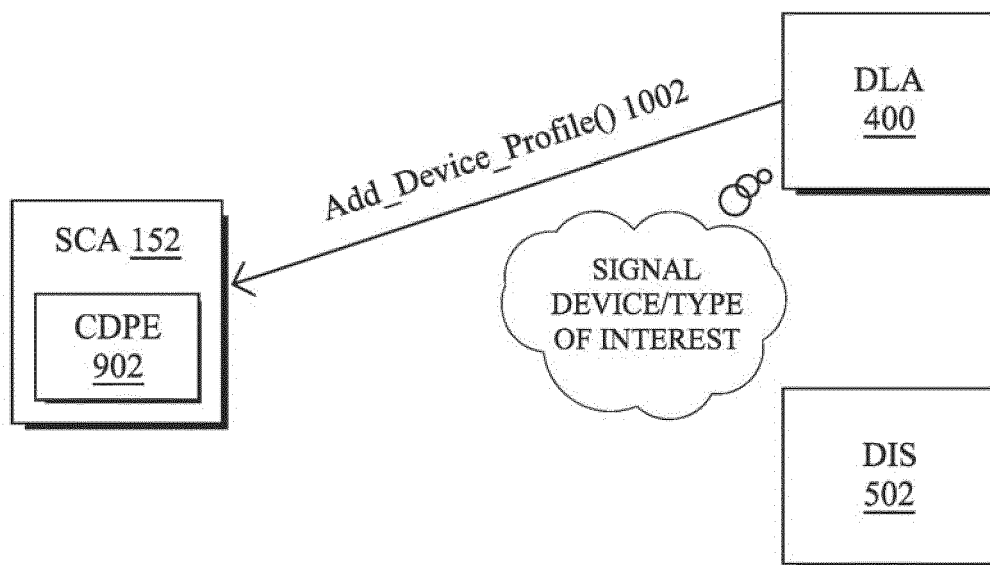 DLA
400
Add_Device_Profile() 1002
SCA 152
CDPE
902
SIGNAL
DEVICE/TYPE
OF INTEREST
DIS
502